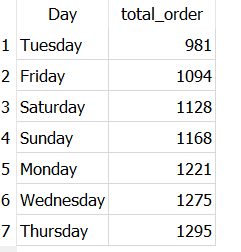 Day total_order
1 Tuesday 981
2 Friday 1094
3 Saturday 1128
4 Sunday 1168
5 Monday 1221
6 Wednesday 1275
7 Thursday 1295